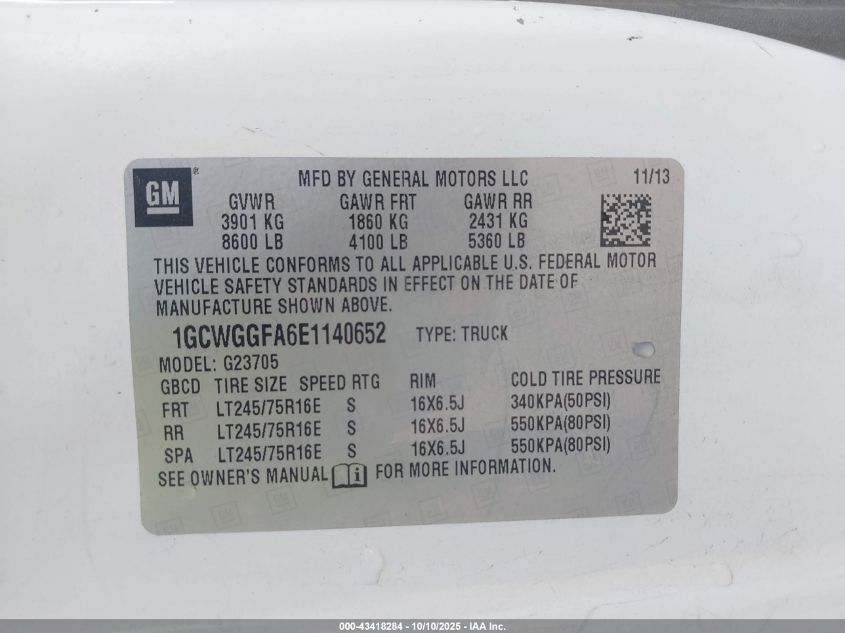 GM ® MFD BY GENERAL MOTORS LLC 11/13
GVWR GAWR FRT GAWR RR
3901 KG 1860 KG 2431 KG
8600 LB 4100 LB 5360 LB
THIS VEHICLE CONFORMS TO ALL APPLICABLE U.S. FEDERAL MOTOR
VEHICLE SAFETY STANDARDS IN EFFECT ON THE DATE OF
MANUFACTURE SHOWN ABOVE.
1GCWGGFA6E1140652 TYPE: TRUCK
MODEL: G23705
GBCD TIRE SIZE SPEED RTG RIM COLD TIRE PRESSURE
FRT LT245/75R16E S 16X6.5J 340KPA(50PSI)
RR LT245/75R16E S 16X6.5J 550KPA(80PSI)
SPA LT245/75R16E S 16X6.5J 550KPA(80PSI)
SEE OWNER'S MANUAL FOR MORE INFORMATION.
000-43418284 - 10/10/2025 - IAA Inc.